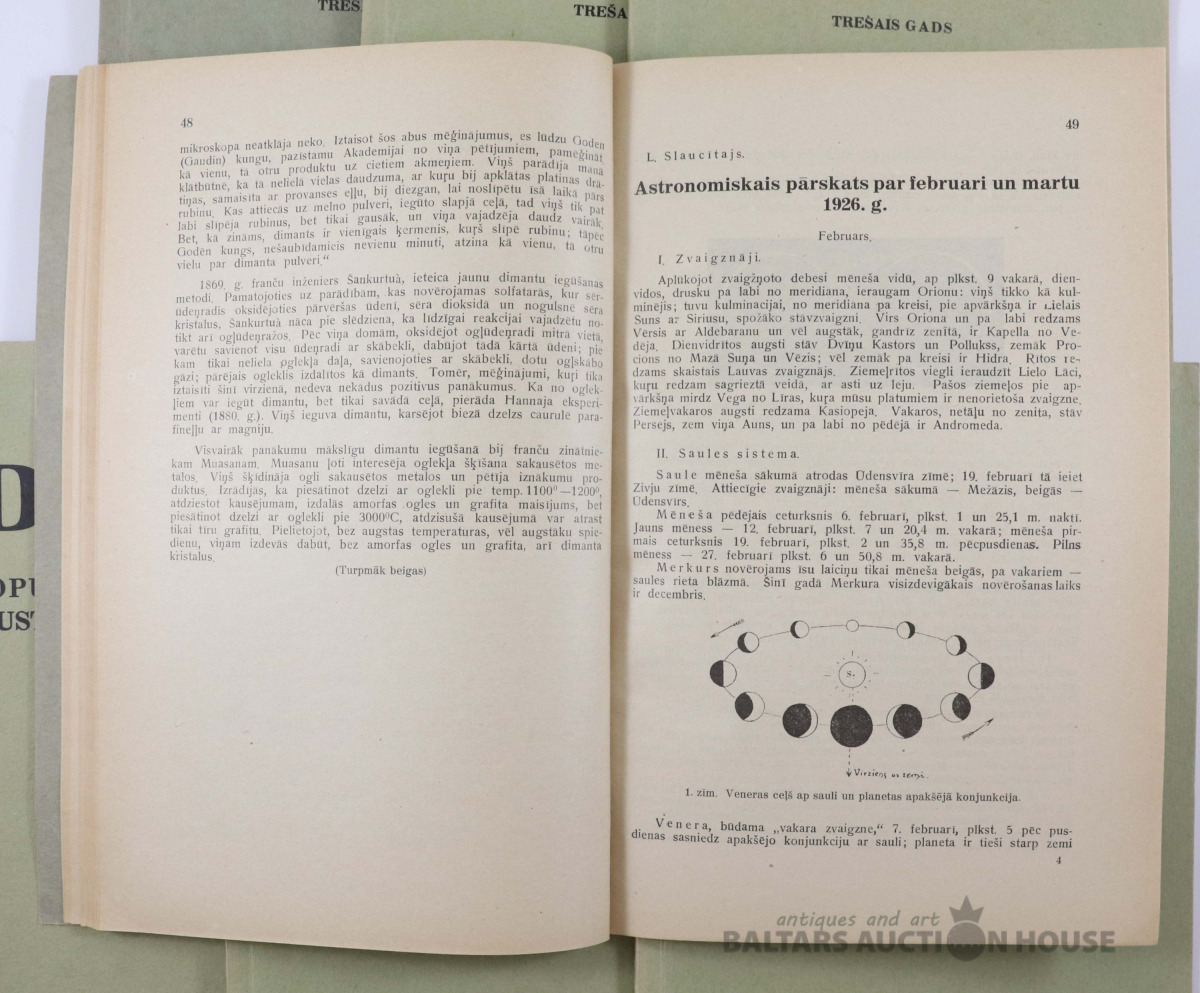 TREŠ
TREŠA
TREŠAIS GADS
D
OPU
UST
48
mikroskopa neatklāja neko. Iztaisot šos abus mēģinājumus, es lūdzu Goden
(Gaudin) kungu, pazīstamu Akademijai no viņa pētījumiem, pamēģināt
kā vienu, tā otru produktu uz cietiem akmeņiem. Viņš parādīja manā
klātbūtnē, ka tā neliela vielas daudzuma, ar kuŗu bij apklātas platinas dra-
tiņas, samaisīta ar provanses eļļu, bij diezgan, lai noslīpētu īsā laikā pārs
rubinu. Kas attiecās uz melno pulveri, iegūto slapjā ceļā, tad viņš tik pat
labi slīpēja rubinus, bet tikai gausāk, un viņa vajadzēja daudz vairāk.
Bet, kā zināms, dimants ir vienīgais ķermenis, kuŗš slīpē rubinu; tāpēc
Godēn kungs, nešaubīdamicis nevienu minuti, atzina kā vienu, tā otru
vielu par dimanta pulveri.“
1869. g. franču inženiers Šankurtuà, ieteica jaunu dimantu iegūšanas
metodi. Pamatojoties uz parādībām, kas novērojamas solfatarās, kur sēr-
ūdeņradis oksidējoties pārvēršas ūdenī, sēra dioksidā un nogulsnē sēra
kristalus, Šankurtuà nāca pie slēdziena, ka līdzīgai reakcijai vajadzētu no-
tikt arī ogļūdeņražos. Pēc viņa domām, oksidējot ogļūdeņradi mitrā vietā,
varētu savienot visu ūdeņradi ar skābekli, dabūjot tādā kārtā ūdeni; pie
kam tikai neliela ogļekļa daļa, savienojoties ar skābekli, dotu ogļskābo
gāzi; pārējais ogleklis izdalītos kā dimants. Tomēr, mēģinājumi, kuŗi tika
iztaisīti šinī virzienā, nedeva nekādus pozitīvus panākumus. Ka no oglek-
ļiem var iegūt dimantu, bet tikai savādā ceļā, pierāda Hannaja eksperi-
menti (1880. g.). Viņš ieguva dimantu, karsējot biezā dzelzs caurulē para-
fineļļu ar magniju.
Visvairāk panākumu mākslīgu dimantu iegūšanā bij franču zinātnie-
kam Muasanam. Muasanu ļoti interesēja oglekļa šķīšana sakausētos me-
talos. Viņš šķīdināja ogli sakausētos metalos un pētīja iznākumu pro-
duktus. Izrādījās, ka piesātinot dzelzi ar oglekli pie temp. 1100⁰—1200⁰,
atdziestot kausējumam, izdalās amorfas ogles un grafita maisījums, bet
piesātinot dzelzi ar oglekli pie 3000⁰C, atdzisušā kausējumā var atrast
tikai tīru grafitu. Pielietojot, bez augstas temperaturas, vēl augstāku spie-
dienu, viņam izdevās dabūt, bez amorfas ogles un grafita, arī dimanta
kristalus.
(Turpmāk beigas)
49
L. Slaucītajs.
Astronomiskais pārskats par februari un martu
1926. g.
Februars.
I. Zvaigznāji.
Aplūkojot zvaigžņoto debesi mēneša vidū, ap plkst. 9 vakarā, dien-
vidos, drusku pa labi no meridiana, ieraugam Orionu; viņš tikko kā kul-
minējis; tuvu kulminacijai, no meridiana pa kreisi, pie apvārkšņa ir Lielais
Suns ar Siriusu, spožāko stāvzvaigzni. Virs Oriona un pa labi redzams
Vērsis ar Aldebaranu un vēl augstāk, gandrīz zenitā, ir Kapella no Ve-
dēja. Dienvidrītos augsti stāv Dvīņu Kastors un Pollukss, zemāk Pro-
cions no Mazā Suņa un Vēzis; vēl zemāk pa kreisi ir Hidra. Rītos re-
dzams skaistais Lauvas zvaigznājs. Ziemeļrītos viegli ieraudzīt Lielo Lāci,
kuŗu redzam sagrieztā veidā, ar asti uz leju. Pašos ziemeļos pie ap-
vārkšņa mirdz Vega no Līras, kuŗa mūsu platumiem ir nenorietoša zvaigzne.
Ziemeļvakaros augsti redzama Kasiopeja. Vakaros, netāļu no zenita, stāv
Persejs, zem viņa Auns, un pa labi no pēdējā ir Andromeda.
II. Saules sistema.
Saule mēneša sākumā atrodas Ūdensvīra zīmē; 19. februarī tā ieiet
Zivju zīmē. Attiecīgie zvaigznāji: mēneša sākumā — Mežāzis, beigās —
Ūdensvīrs.
Mēneša pēdējais ceturksnis 6. februarī, plkst. 1 un 25,1 m. naktī.
Jauns mēness — 12. februarī, plkst. 7 un 20,4 m. vakarā; mēneša pir-
mais ceturksnis 19. februarī, plkst. 2 un 35,8 m. pēcpusdienas. Pilns
mēness — 27. februarī plkst. 6 un 50,8 m. vakarā.
Merkurs novērojams īsu laiciņu tikai mēneša beigās, pa vakariem —
saules rieta blāzmā. Šinī gadā Merkura visizdevīgākais novērošanas laiks
ir decembris.
S.
Virziens uz zemi.
1. zīm. Veneras ceļš ap sauli un planetas apakšējā konjunkcija.
Venera, būdama „vakara zvaigzne,“ 7. februarī, plkst. 5 pēc pus-
dienas sasniedz apakšējo konjunkciju ar sauli; planeta ir tieši starp zemi
4
antiques and art
BALTARS AUCTION HOUSE